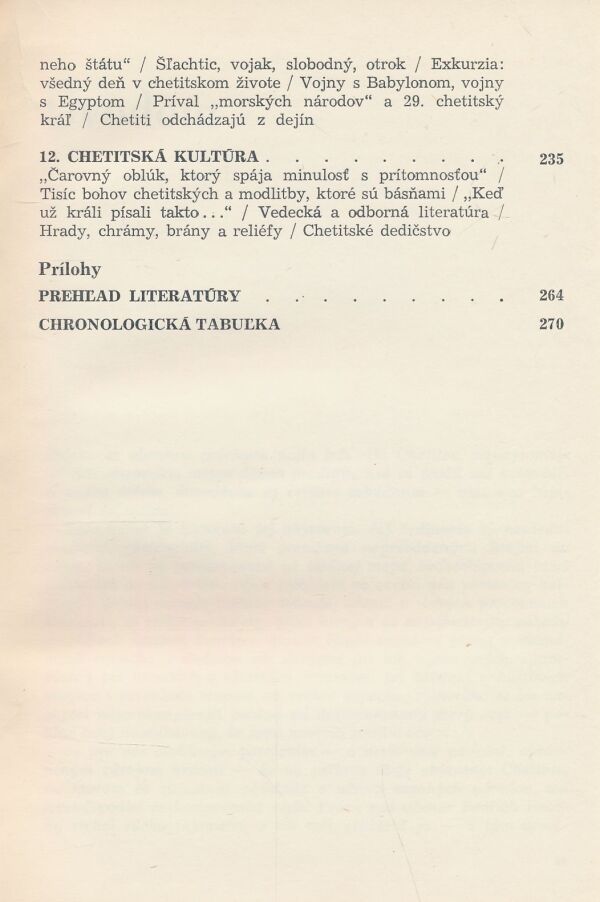 neho štátu“ / Šľachtic, vojak, slobodný, otrok / Exkurzia:
všedný deň v chetitskom živote / Vojny s Babylonom, vojny
s Egyptom / Príval „morských národov“ a 29. chetitský
kráľ / Chetiti odchádzajú z dejín
12. CHETITSKÁ KULTÚRA . . . . . . . . . 235
„Čarovný oblúk, ktorý spája minulosť s prítomnosťou“ /
Tisíc bohov chetitských a modlitby, ktoré sú básňami / „Keď
už králi písali takto...“ / Vedecká a odborná literatúra /
Hrady, chrámy, brány a reliéfy / Chetitské dedičstvo
Prílohy
PREHĽAD LITERATÚRY . . . . . . . . . 264
CHRONOLOGICKÁ TABUĽKA 270